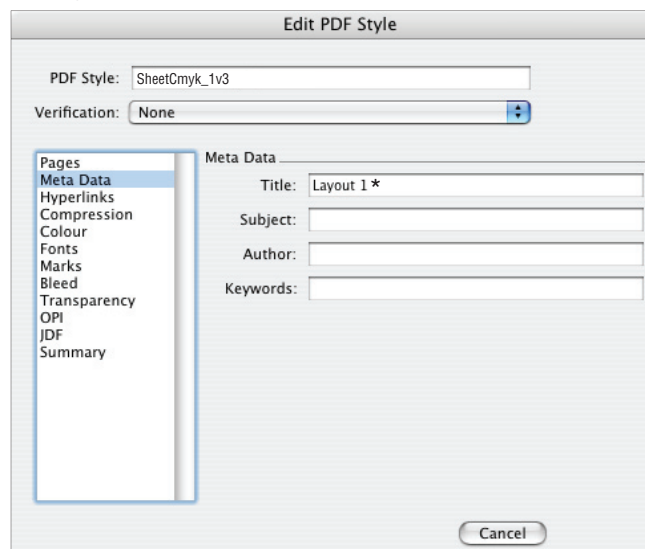 Edit PDF Style
PDF Style: SheetCmyk_1v3
Verification: None
Pages
Meta Data
Hyperlinks
Compression
Colour
Fonts
Marks
Bleed
Transparency
OPI
JDF
Summary
Meta Data
Title: Layout 1*
Subject:
Author:
Keywords:
Cancel